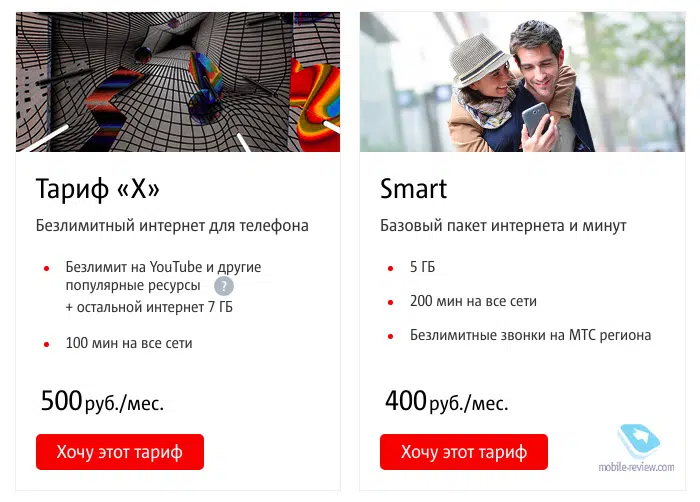 Тариф «X»
Безлимитный интернет для телефона
Безлимит на YouTube и другие
популярные ресурсы ?
+ остальной интернет 7 ГБ
100 мин на все сети
500 руб./мес.
Хочу этот тариф
Smart
Базовый пакет интернета и минут
5 ГБ
200 мин на все сети
Безлимитные звонки на МТС региона
400 руб./мес.
Хочу этот тариф
mobile-review.com